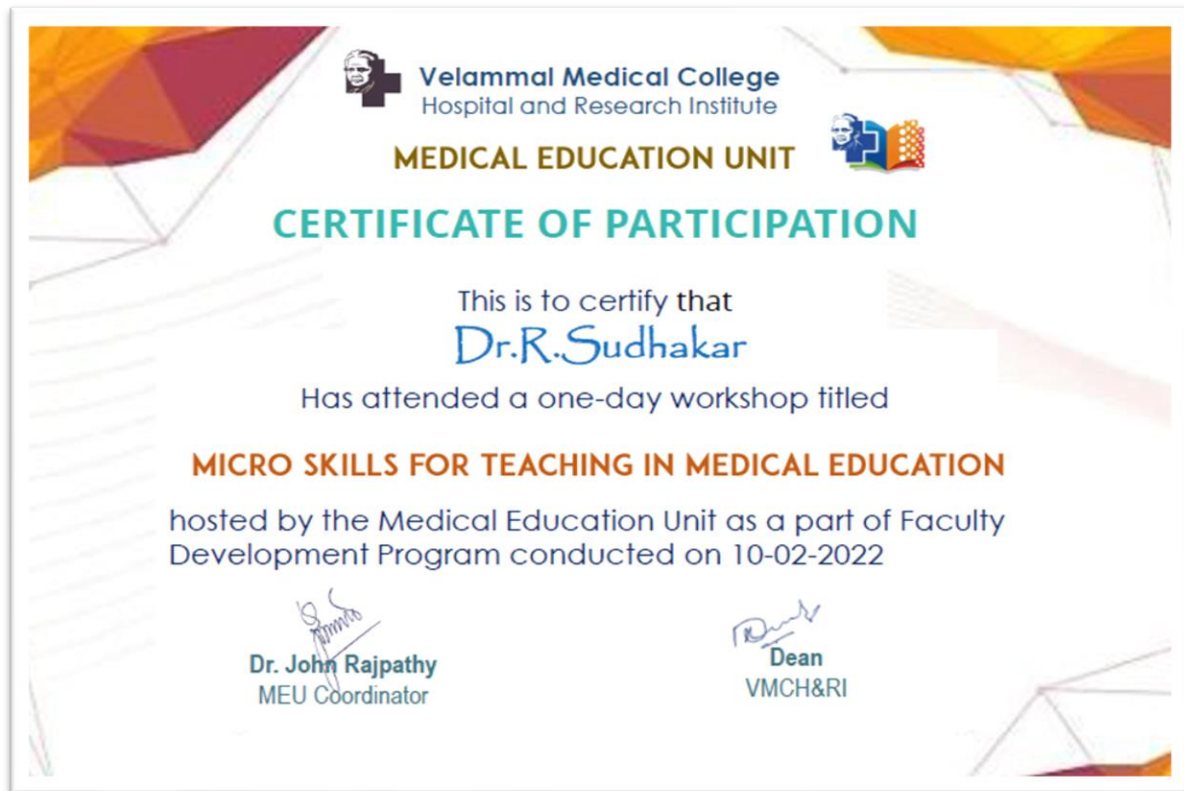 Velammal Medical College
Hospital and Research Institute
MEDICAL EDUCATION UNIT
CERTIFICATE OF PARTICIPATION
This is to certify that
Dr.R.Sudhakar
Has attended a one-day workshop titled
MICRO SKILLS FOR TEACHING IN MEDICAL EDUCATION
hosted by the Medical Education Unit as a part of Faculty
Development Program conducted on 10-02-2022
Dr. John Rajpathy
MEU Coordinator
Dean
VMCH&RI